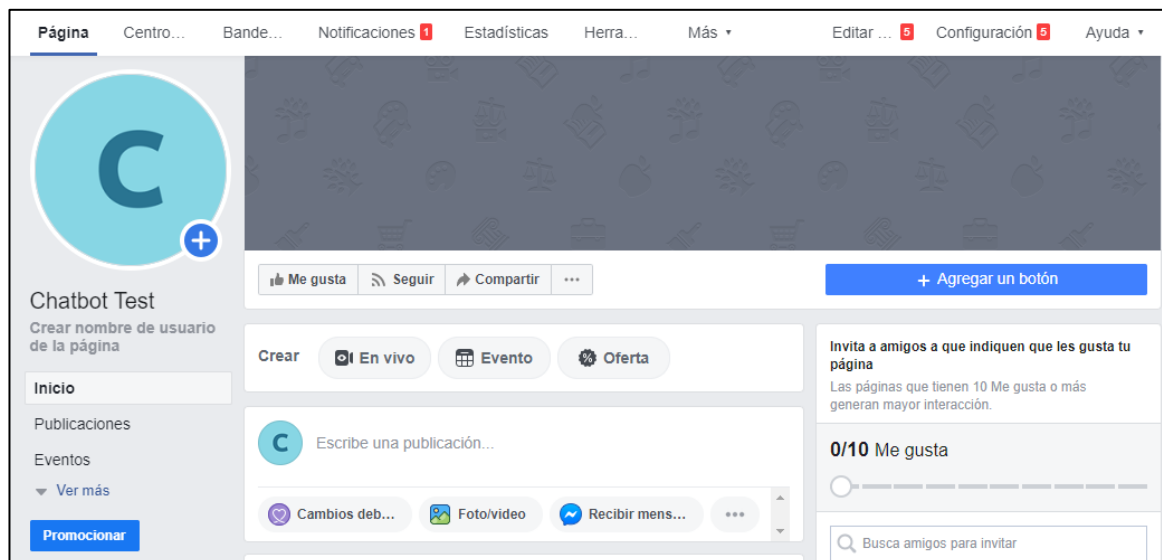 Página Centro... Bande... Notificaciones 1 Estadísticas Herra... Más Editar ... 5 Configuración 5 Ayuda
C
Chatbot Test
Crear nombre de usuario
de la página
Inicio
Publicaciones
Eventos
Ver más
Promocionar
Me gusta Seguir Compartir ...
+ Agregar un botón
Crear En vivo Evento Oferta
C Escribe una publicación...
Cambios deb... Foto/video Recibir mens... ...
Invita a amigos a que indiquen que les gusta tu
página
Las páginas que tienen 10 Me gusta o más
generan mayor interacción.
0/10 Me gusta
Busca amigos para invitar